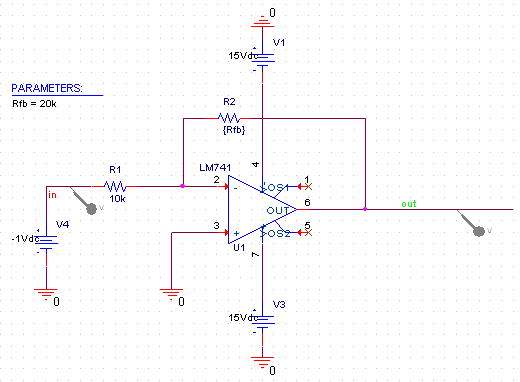 0
V1
15Vdc
PARAMETERS:
Rfb = 20k
R2
{Rfb}
4
LM741
R1
10k
2
-
OS1
1
in
V
V4
-1Vdc
OUT
6
out
V
3
+
OS2
5
U1
7
0
0
V3
15Vdc
0